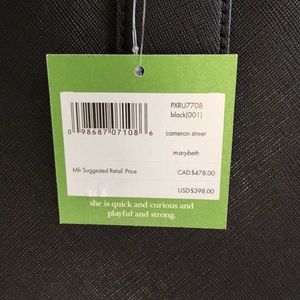 PXRU7708
black(001)
0 98687 07108 6
cameron street
marybeth
Mfr Suggested Retail Price
CAD$478.00
USD$398.00
she is quick and curious and
playful and strong.